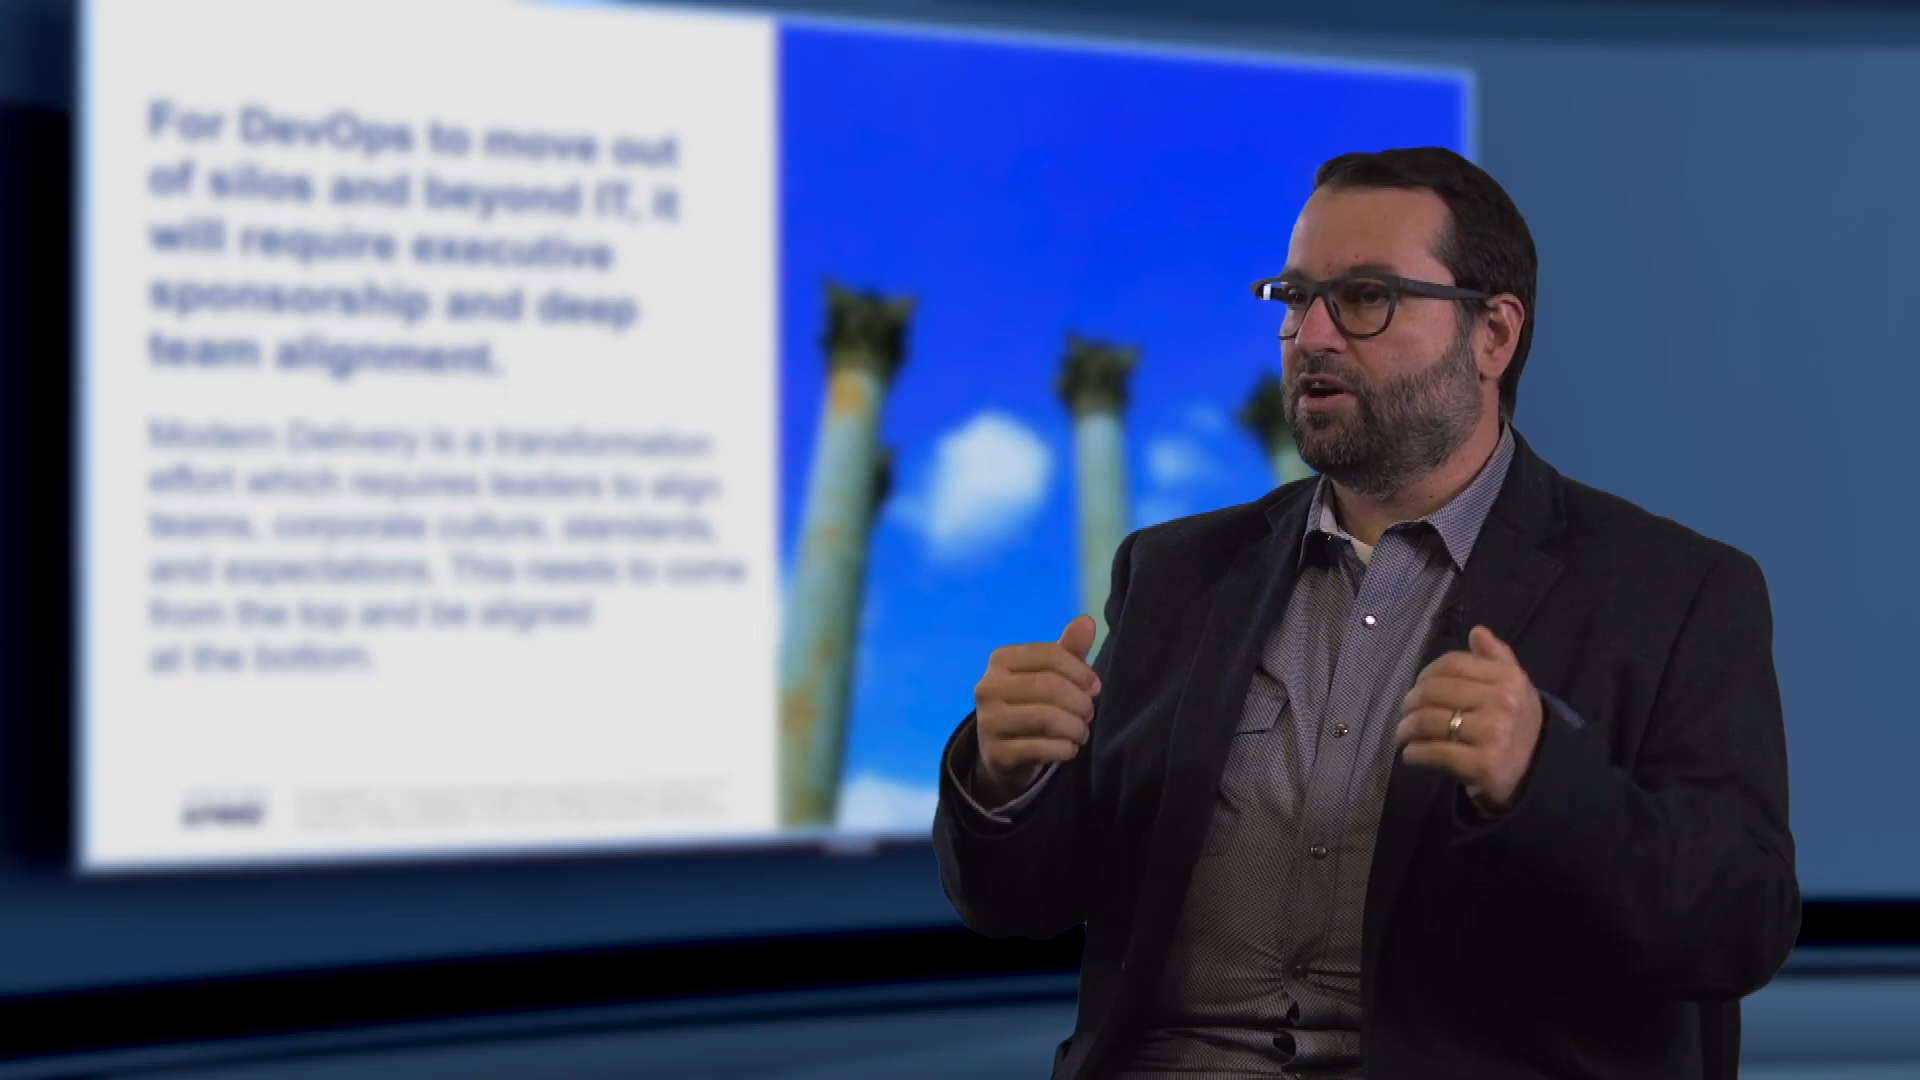 For DevOps to move out
of silos and beyond IT, it
will require executive
sponsorship and deep
team alignment.
Modern Delivery is a transformation
effort which requires leaders to align
teams, corporate culture, standards,
and expectations. This needs to come
from the top and be aligned
at the bottom.
KPMG